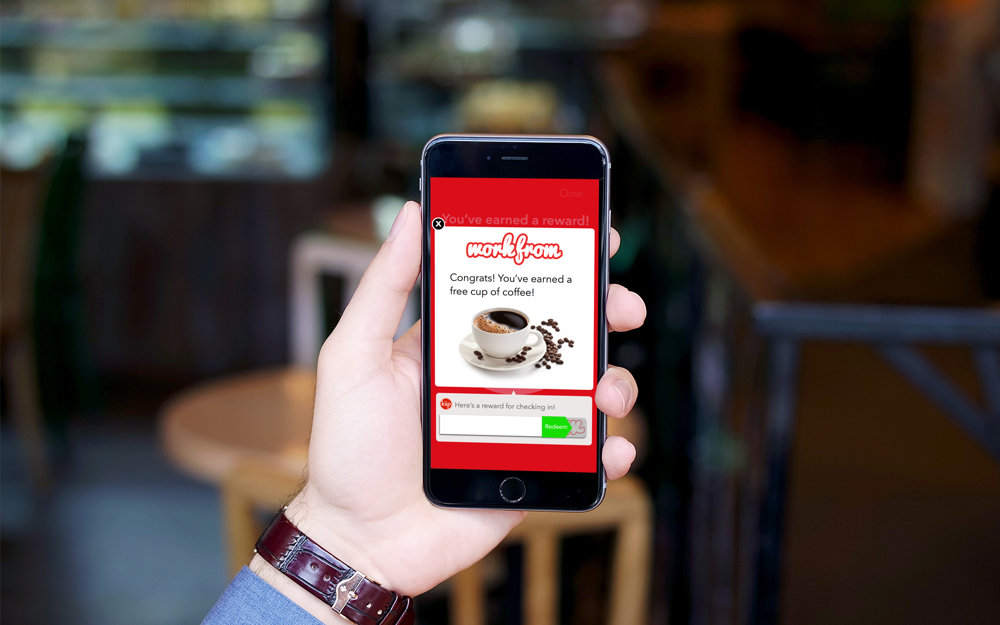 Close
You've earned a reward!
X
workfrom
Congrats! You've earned a
free cup of coffee!
Here's a reward for checking in!
Redeem